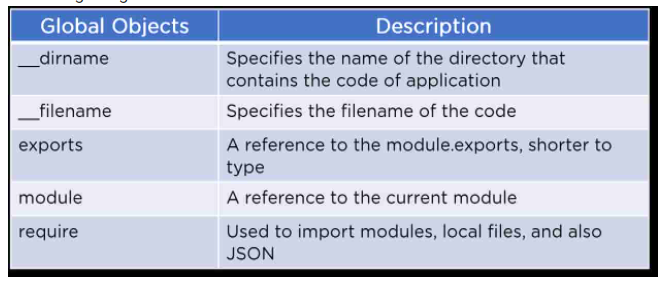 Global Objects Description
__dirname Specifies the name of the directory that
contains the code of application
__filename Specifies the filename of the code
exports A reference to the module.exports, shorter to
type
module A reference to the current module
require Used to import modules, local files, and also
JSON